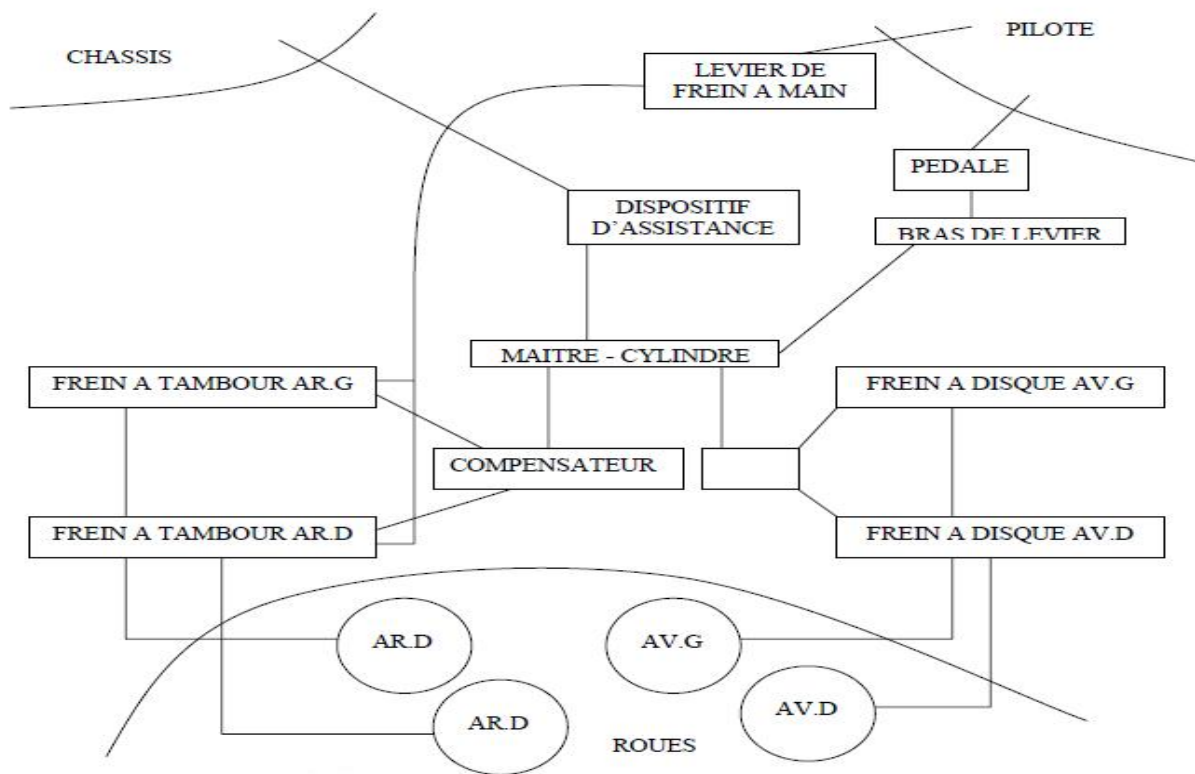 CHASSIS
PILOTE
LEVIER DE
FREIN A MAIN
PEDALE
DISPOSITIF
D'ASSISTANCE
BRAS DE LEVIER
MAITRE - CYLINDRE
FREIN A TAMBOUR AR.G
FREIN A DISQUE AV.G
COMPENSATEUR
FREIN A TAMBOUR AR.D
FREIN A DISQUE AV.D
AR.D
AV.G
AR.D
AV.D
ROUES